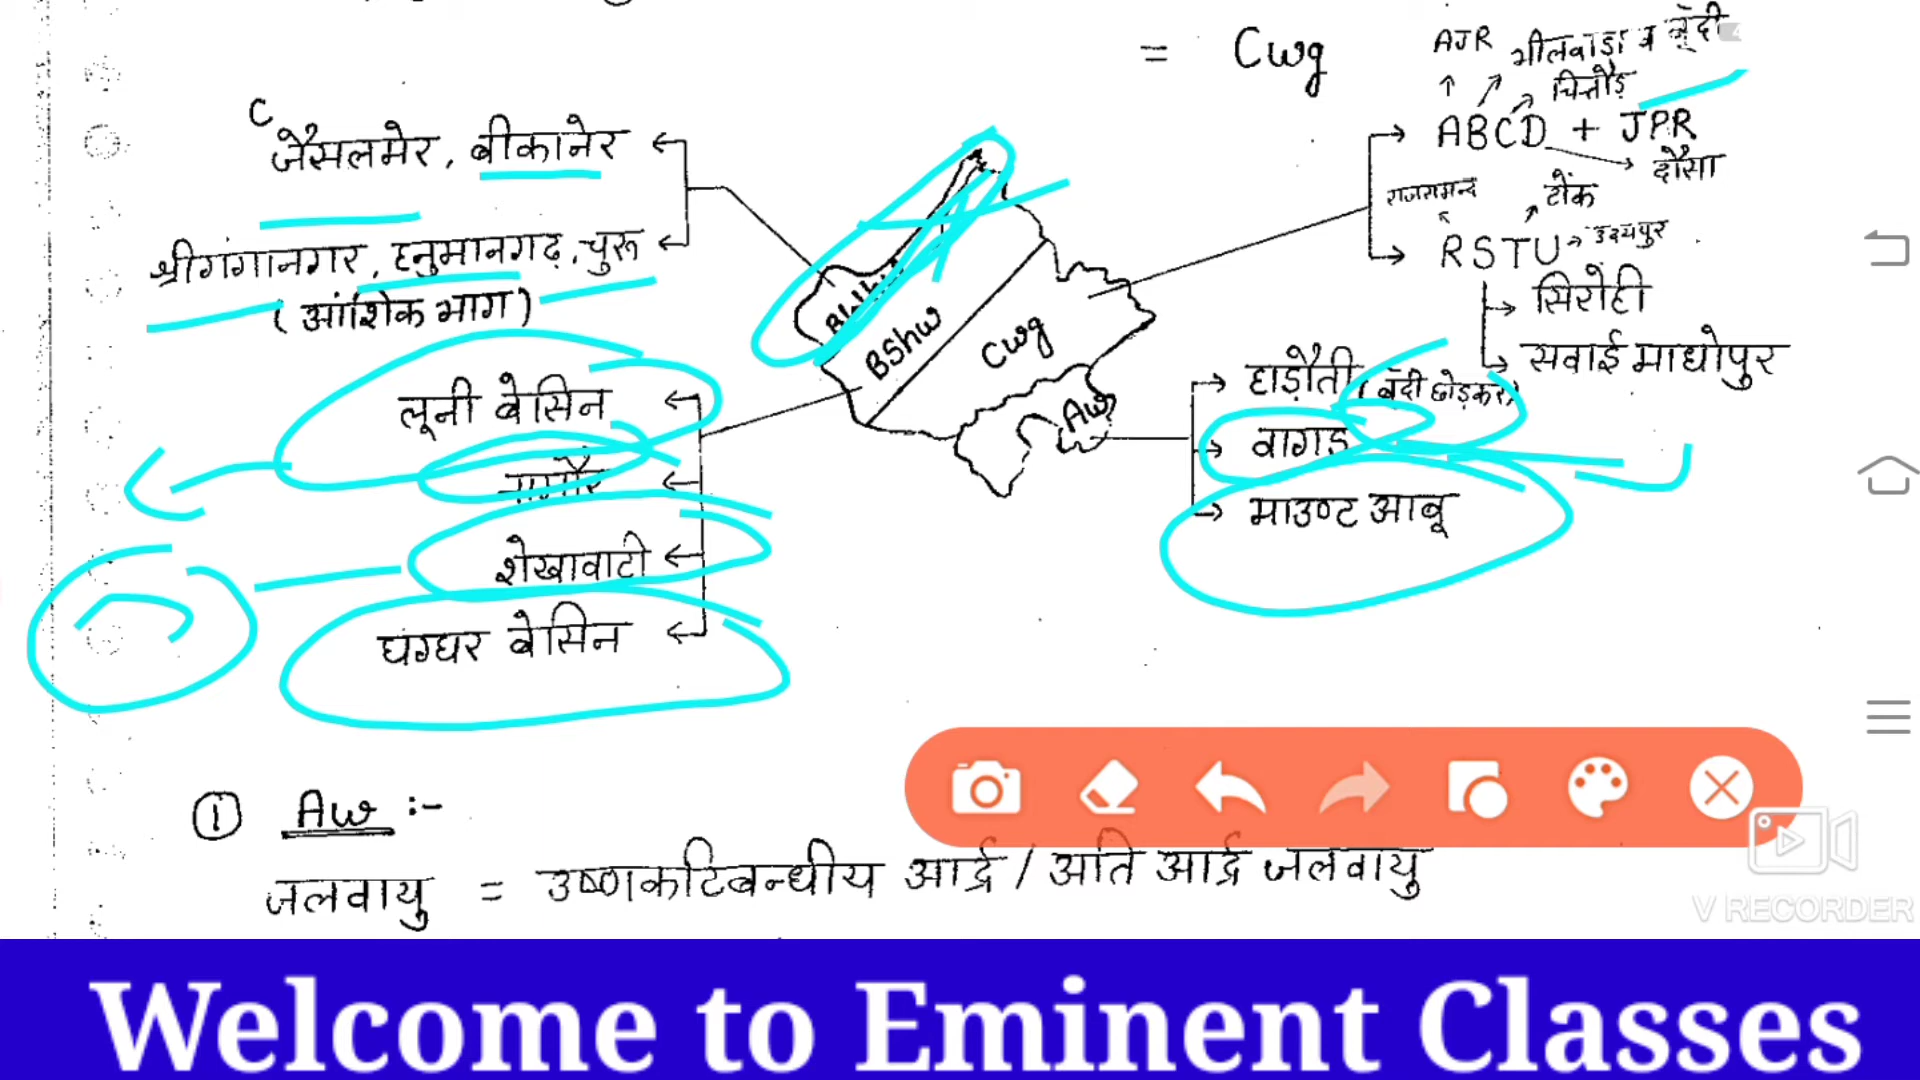 = Cwg
AJR भीलवाडा व बूंदी
चित्तौड़
ABCD + JPR
दौसा
राजसमन्द टोंक
RSTU उदयपुर
सिरोही
सवाई माधोपुर
C
जैसलमेर, बीकानेर
श्रीगंगानगर, हनुमानगढ़, चुरू
(आंशिक भाग)
BShw
Cwg
Aw
लूनी बेसिन
नागौर
शेखावाटी
घग्घर बेसिन
हाड़ौती (बूंदी छोड़कर)
वागड़
माउण्ट आबू
① Aw :-
जलवायु = उष्णकटिबन्धीय आर्द्र / अति आर्द्र जलवायु
V RECORDER
Welcome to Eminent Classes